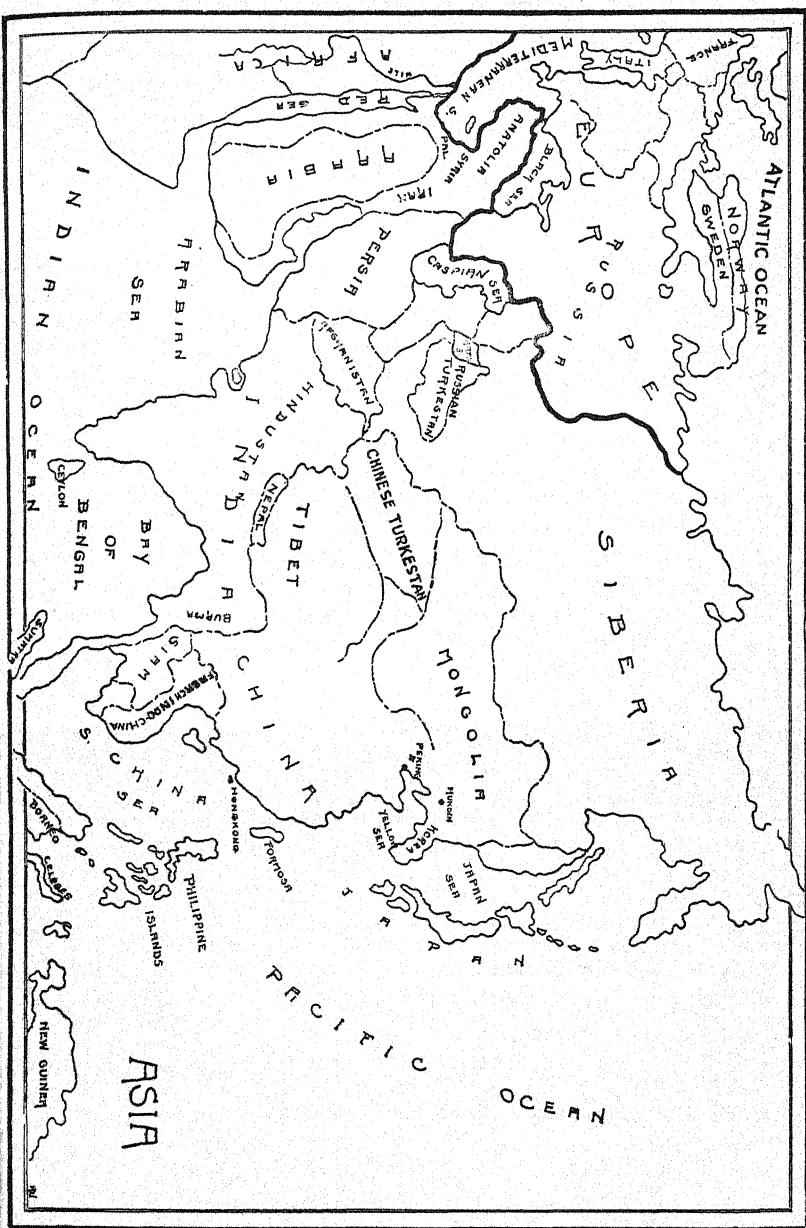 ATLANTIC OCEAN
NORWAY
SWEDEN
FRANCE
ITALY
EUROPE
RUSSIA
SIBERIA
MEDITERRANEAN S
BLACK SEA
ANATOLIA
CASPIAN SEA
SYRIA
PAL
IRAK
AFRICA
NILE
RED SEA
ARABIA
PERSIA
RUSSIAN TURKESTAN
AFGHANISTAN
CHINESE TURKESTAN
MONGOLIA
MUKDN
PEKING
KOREA
JAPAN SEA
YELLOW SEA
JAPAN
TIBET
NEPAL
CHINA
HINDUSTAN
INDIA
BURMA
SIAM
FRENCH INDO-CHINA
HONGKONG
FORMOSA
ARABIAN SEA
INDIAN OCEAN
BAY OF BENGAL
CEYLON
SUMATRA
S. CHINA SEA
PHILIPPINE ISLANDS
BORNEO
CELEBES
NEW GUINEA
PACIFIC OCEAN
ASIA